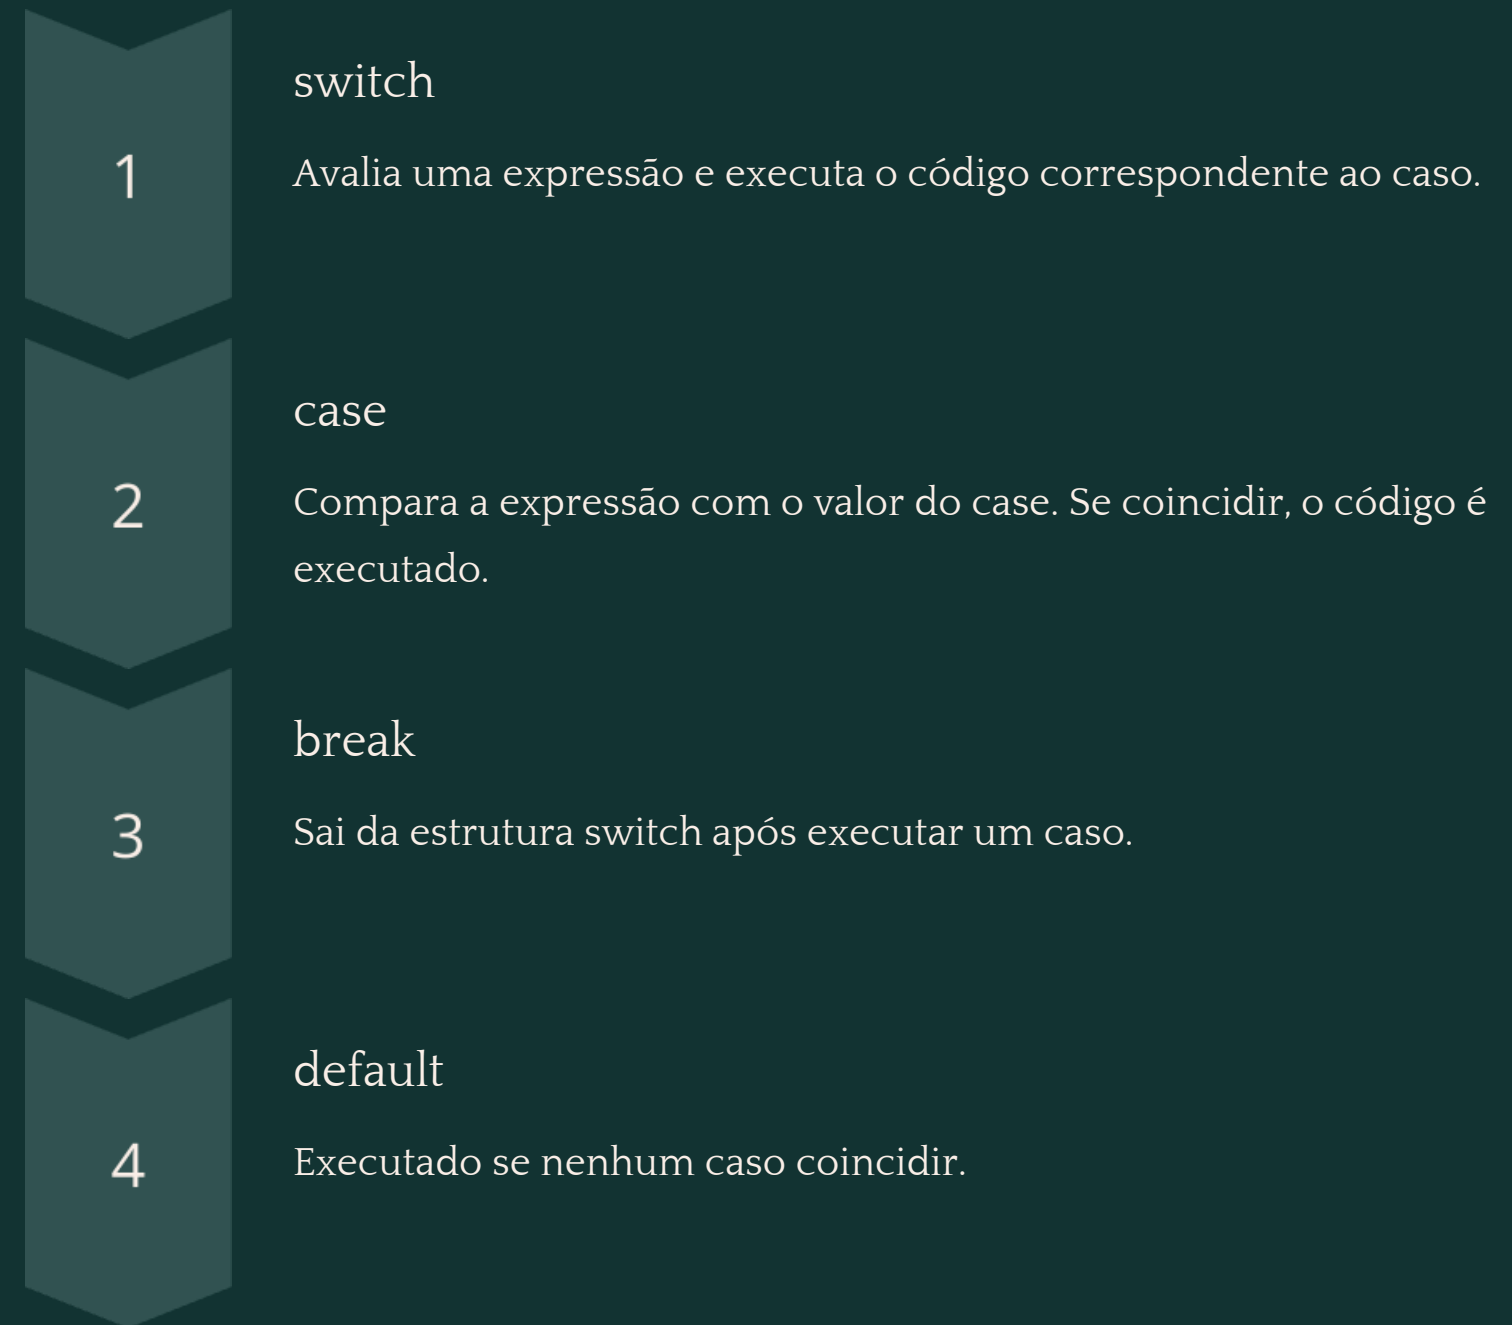 switch
1
Avalia uma expressão e executa o código correspondente ao caso.
case
2
Compara a expressão com o valor do case. Se coincidir, o código é
executado.
break
3
Sai da estrutura switch após executar um caso.
default
4
Executado se nenhum caso coincidir.